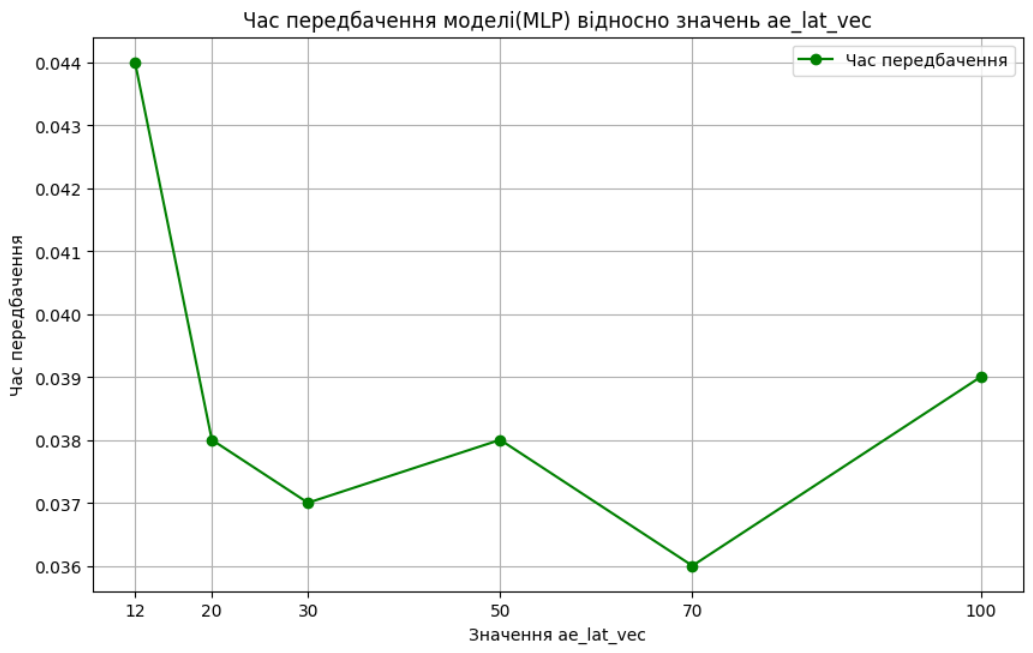 Час передбачення моделі(MLP) відносно значень ae_lat_vec
Час передбачення
0.044
0.043
0.042
0.041
0.040
0.039
0.038
0.037
0.036
Час передбачення
12 20 30 50 70 100
Значення ae_lat_vec